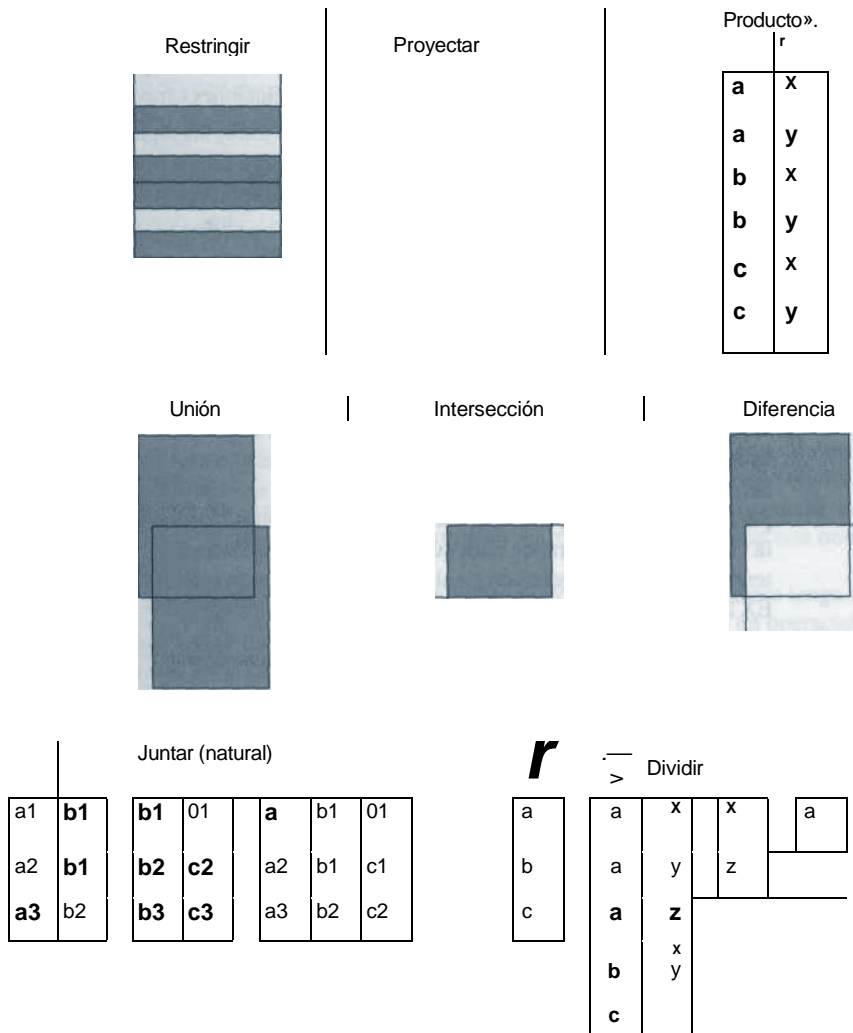 Restringir
Proyectar
Producto».
r
a x
a y
b x
b y
c x
c y
Unión
Intersección
Diferencia
Juntar (natural)
a1 b1
a2 b1
a3 b2
b1 01
b2 c2
b3 c3
a b1 01
a2 b1 c1
a3 b2 c2
r
.—
>
Dividir
a
b
c
a x
a y
a z
b x
y
c
x
z
a